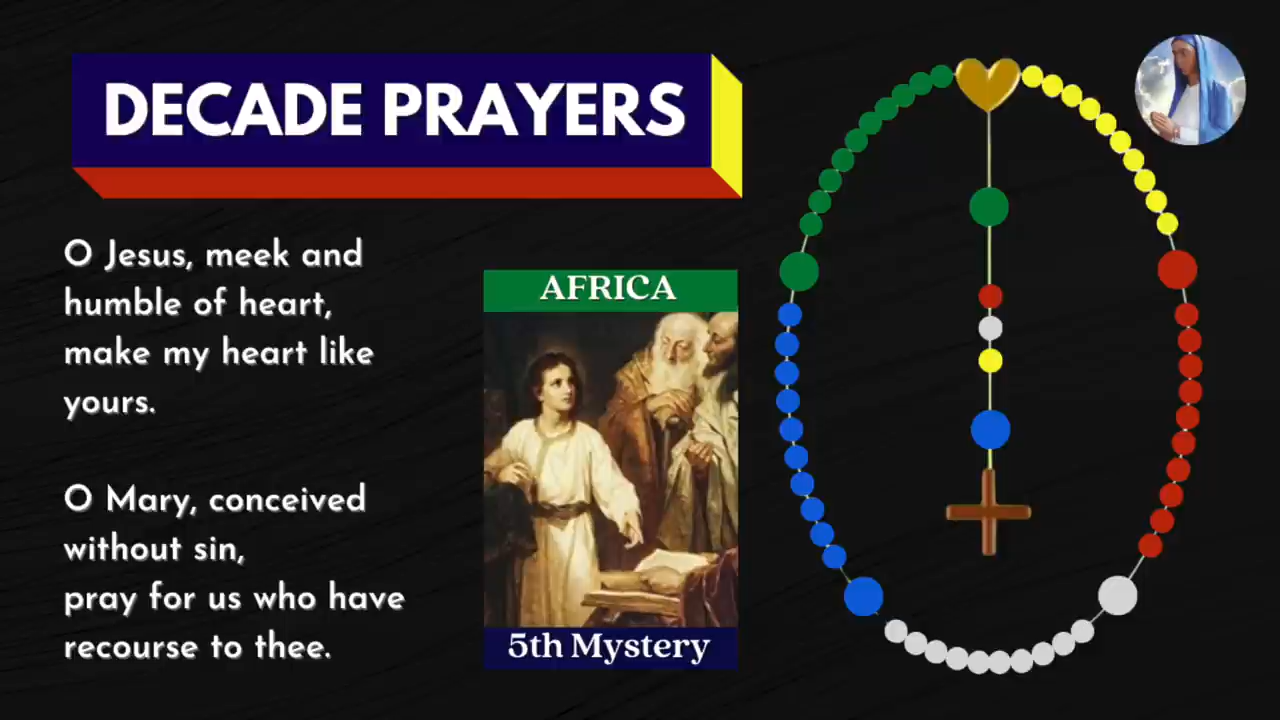 DECADE PRAYERS
O Jesus, meek and
humble of heart,
make my heart like
yours.
O Mary, conceived
without sin,
pray for us who have
recourse to thee.
AFRICA
5th Mystery